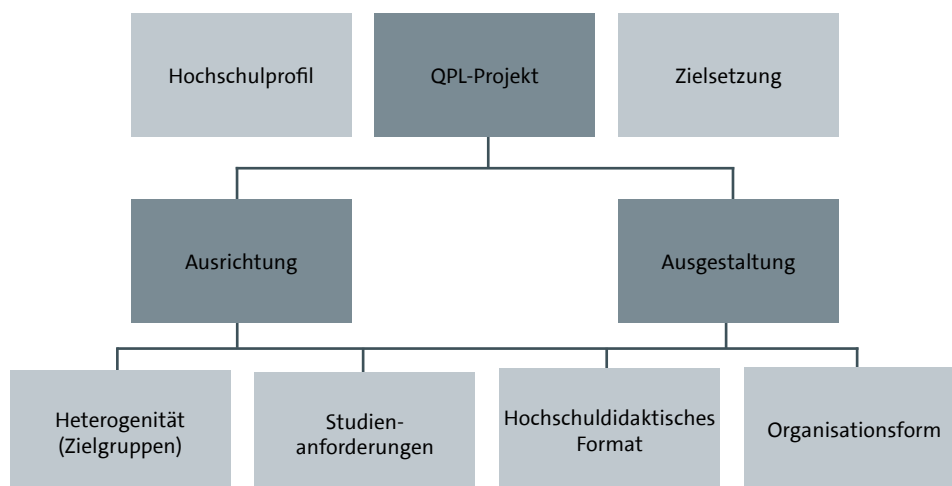 Hochschulprofil
QPL-Projekt
Zielsetzung
Ausrichtung
Ausgestaltung
Heterogenität
(Zielgruppen)
Studien-
anforderungen
Hochschuldidaktisches
Format
Organisationsform